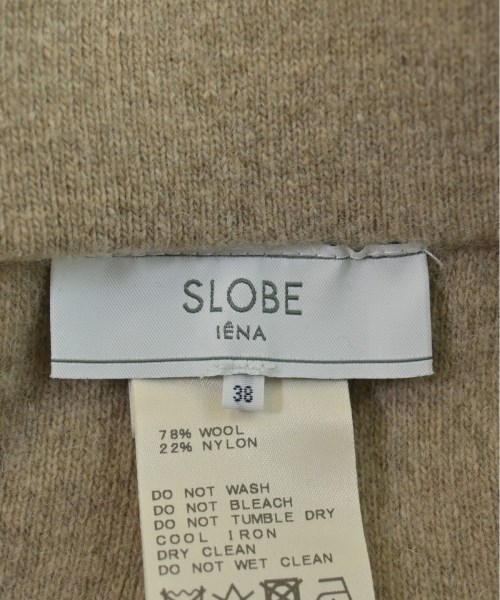 SLOBE
IÉNA
38
78% WOOL
22% NYLON
DO NOT WASH
DO NOT BLEACH
DO NOT TUMBLE DRY
COOL IRON
DRY CLEAN
DO NOT WET CLEAN